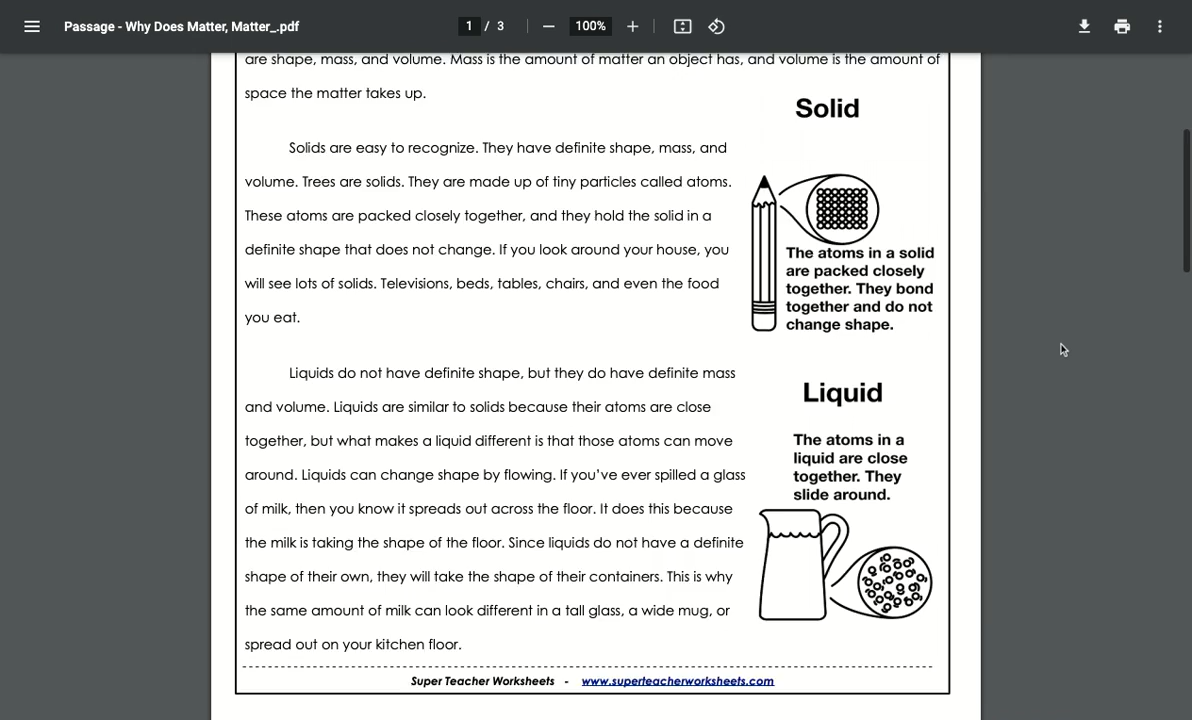 Passage - Why Does Matter, Matter_.pdf
1 / 3
100%
are shape, mass, and volume. Mass is the amount of matter an object has, and volume is the amount of
space the matter takes up.
Solid
Solids are easy to recognize. They have definite shape, mass, and
volume. Trees are solids. They are made up of tiny particles called atoms.
These atoms are packed closely together, and they hold the solid in a
definite shape that does not change. If you look around your house, you
will see lots of solids. Televisions, beds, tables, chairs, and even the food
you eat.
The atoms in a solid
are packed closely
together. They bond
together and do not
change shape.
Liquids do not have definite shape, but they do have definite mass
and volume. Liquids are similar to solids because their atoms are close
together, but what makes a liquid different is that those atoms can move
around. Liquids can change shape by flowing. If you've ever spilled a glass
of milk, then you know it spreads out across the floor. It does this because
the milk is taking the shape of the floor. Since liquids do not have a definite
shape of their own, they will take the shape of their containers. This is why
the same amount of milk can look different in a tall glass, a wide mug, or
spread out on your kitchen floor.
Liquid
The atoms in a
liquid are close
together. They
slide around.
Super Teacher Worksheets - www.superteacherworksheets.com